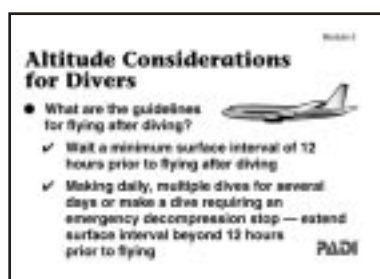 Altitude Considerations
for Divers
● What are the guidelines
for flying after diving?
✔ Wait a minimum surface interval of 12
hours prior to flying after diving
✔ Making daily, multiple dives for several
days or make a dive requiring an
emergency decompression stop — extend
surface interval beyond 12 hours
prior to flying
PADI